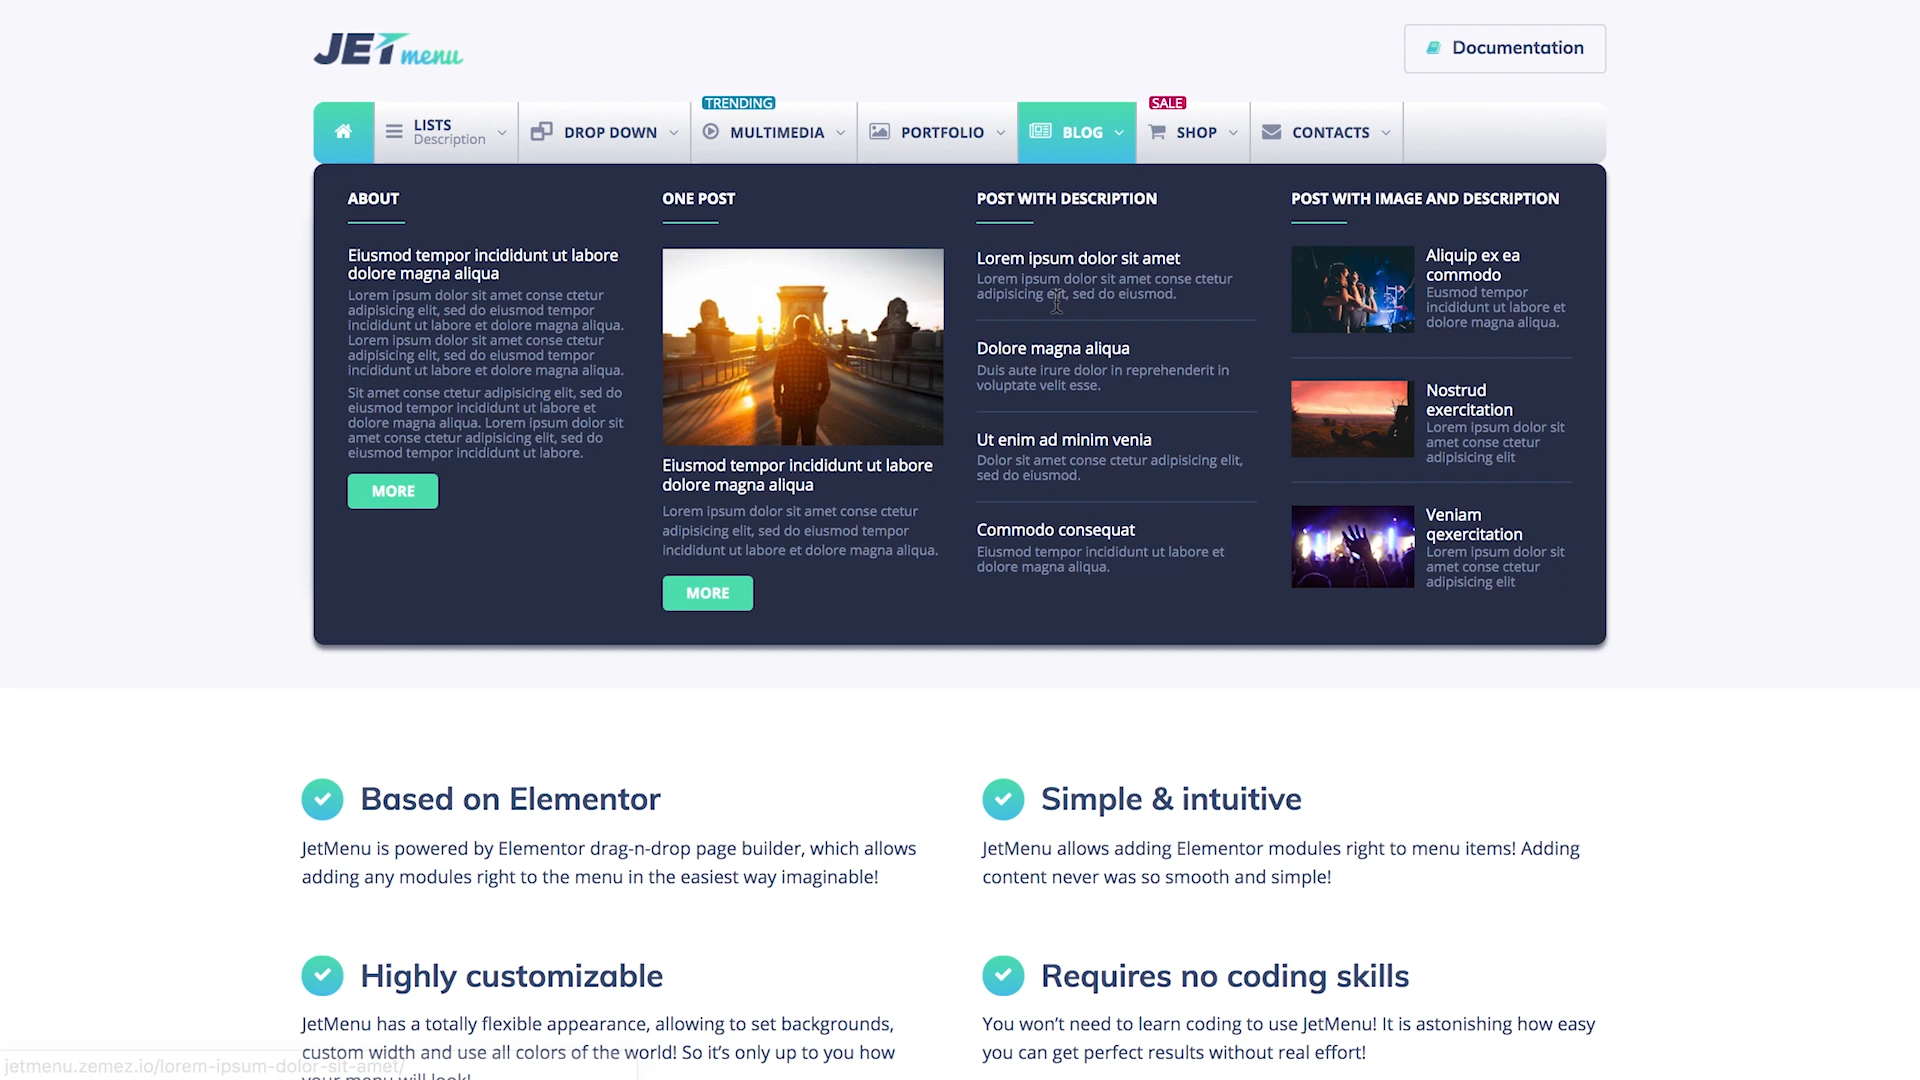 JET menu
Documentation
TRENDING
SALE
LISTS
Description
DROP DOWN
MULTIMEDIA
PORTFOLIO
BLOG
SHOP
CONTACTS
ABOUT
Eiusmod tempor incididunt ut labore
dolore magna aliqua
Lorem ipsum dolor sit amet conse ctetur
adipisicing elit, sed do eiusmod tempor
incididunt ut labore et dolore magna aliqua.
Lorem ipsum dolor sit amet conse ctetur
adipisicing elit, sed do eiusmod tempor
incididunt ut labore et dolore magna aliqua.
Sit amet conse ctetur adipisicing elit, sed do
eiusmod tempor incididunt ut labore et
dolore magna aliqua. Lorem ipsum dolor sit
amet conse ctetur adipisicing elit, sed do
eiusmod tempor incididunt ut labore.
MORE
ONE POST
Eiusmod tempor incididunt ut labore
dolore magna aliqua
Lorem ipsum dolor sit amet conse ctetur
adipisicing elit, sed do eiusmod tempor
incididunt ut labore et dolore magna aliqua.
MORE
POST WITH DESCRIPTION
Lorem ipsum dolor sit amet
Lorem ipsum dolor sit amet conse ctetur
adipisicing elit, sed do eiusmod.
Dolore magna aliqua
Duis aute irure dolor in reprehenderit in
voluptate velit esse.
Ut enim ad minim venia
Dolor sit amet conse ctetur adipisicing elit,
sed do eiusmod.
Commodo consequat
Eiusmod tempor incididunt ut labore et
dolore magna aliqua.
POST WITH IMAGE AND DESCRIPTION
Aliquip ex ea
commodo
Eusmod tempor
incididunt ut labore et
dolore magna aliqua.
Nostrud
exercitation
Lorem ipsum dolor sit
amet conse ctetur
adipisicing elit
Veniam
qexercitation
Lorem ipsum dolor sit
amet conse ctetur
adipisicing elit
Based on Elementor
JetMenu is powered by Elementor drag-n-drop page builder, which allows
adding any modules right to the menu in the easiest way imaginable!
Simple & intuitive
JetMenu allows adding Elementor modules right to menu items! Adding
content never was so smooth and simple!
Highly customizable
JetMenu has a totally flexible appearance, allowing to set backgrounds,
custom width and use all colors of the world! So it's only up to you how
your menu will look!
Requires no coding skills
You won't need to learn coding to use JetMenu! It is astonishing how easy
you can get perfect results without real effort!
jetmenu.zemez.io/lorem-ipsum-dolor-sit-amet/